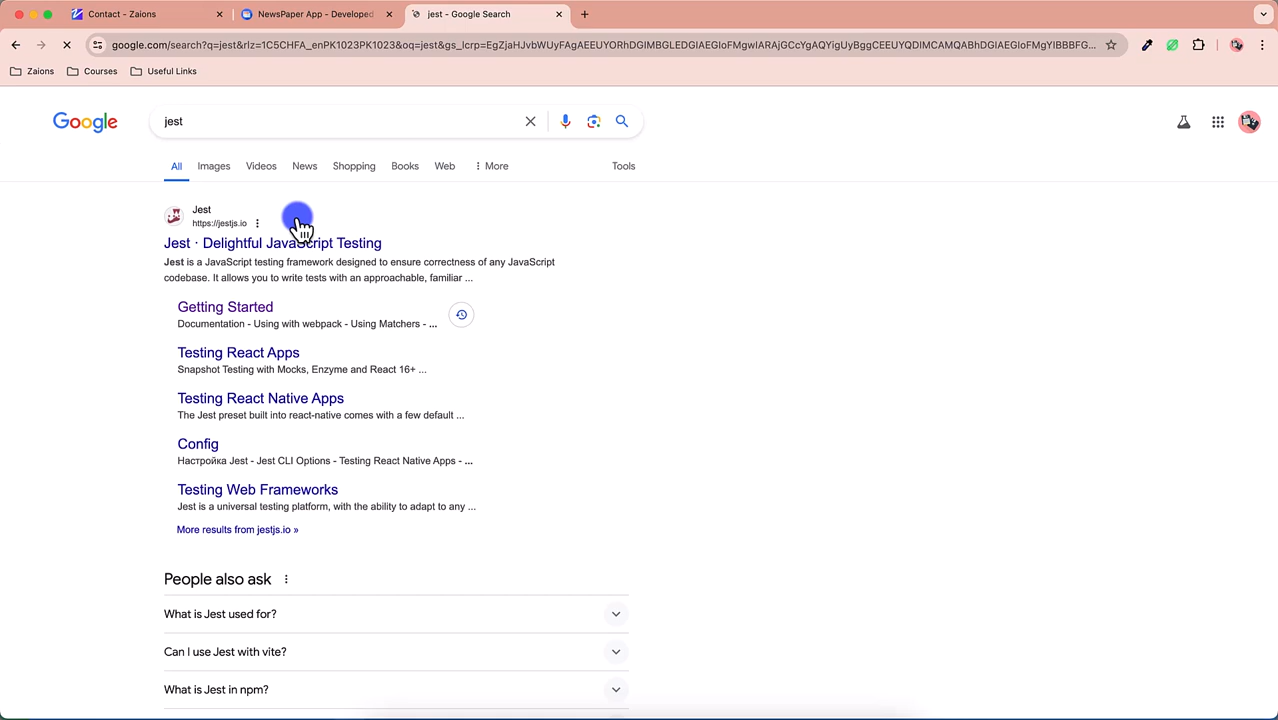 Contact - Zaions
NewsPaper App - Developed
jest - Google Search
google.com/search?q=jest&rlz=1C5CHFA_enPK1023PK1023&oq=jest&gs_lcrp=
Zaions
Courses
Useful Links
Google
jest
All
Images
Videos
News
Shopping
Books
Web
More
Tools
Jest
https://jestjs.io
Jest · Delightful JavaScript Testing
Jest is a JavaScript testing framework designed to ensure correctness of any JavaScript
codebase. It allows you to write tests with an approachable, familiar ...
Getting Started
Documentation - Using with webpack - Using Matchers - ...
Testing React Apps
Snapshot Testing with Mocks, Enzyme and React 16+ ...
Testing React Native Apps
The Jest preset built into react-native comes with a few default ...
Config
Настройка Jest - Jest CLI Options - Testing React Native Apps - ...
Testing Web Frameworks
Jest is a universal testing platform, with the ability to adapt to any ...
More results from jestjs.io »
People also ask
What is Jest used for?
Can I use Jest with vite?
What is Jest in npm?